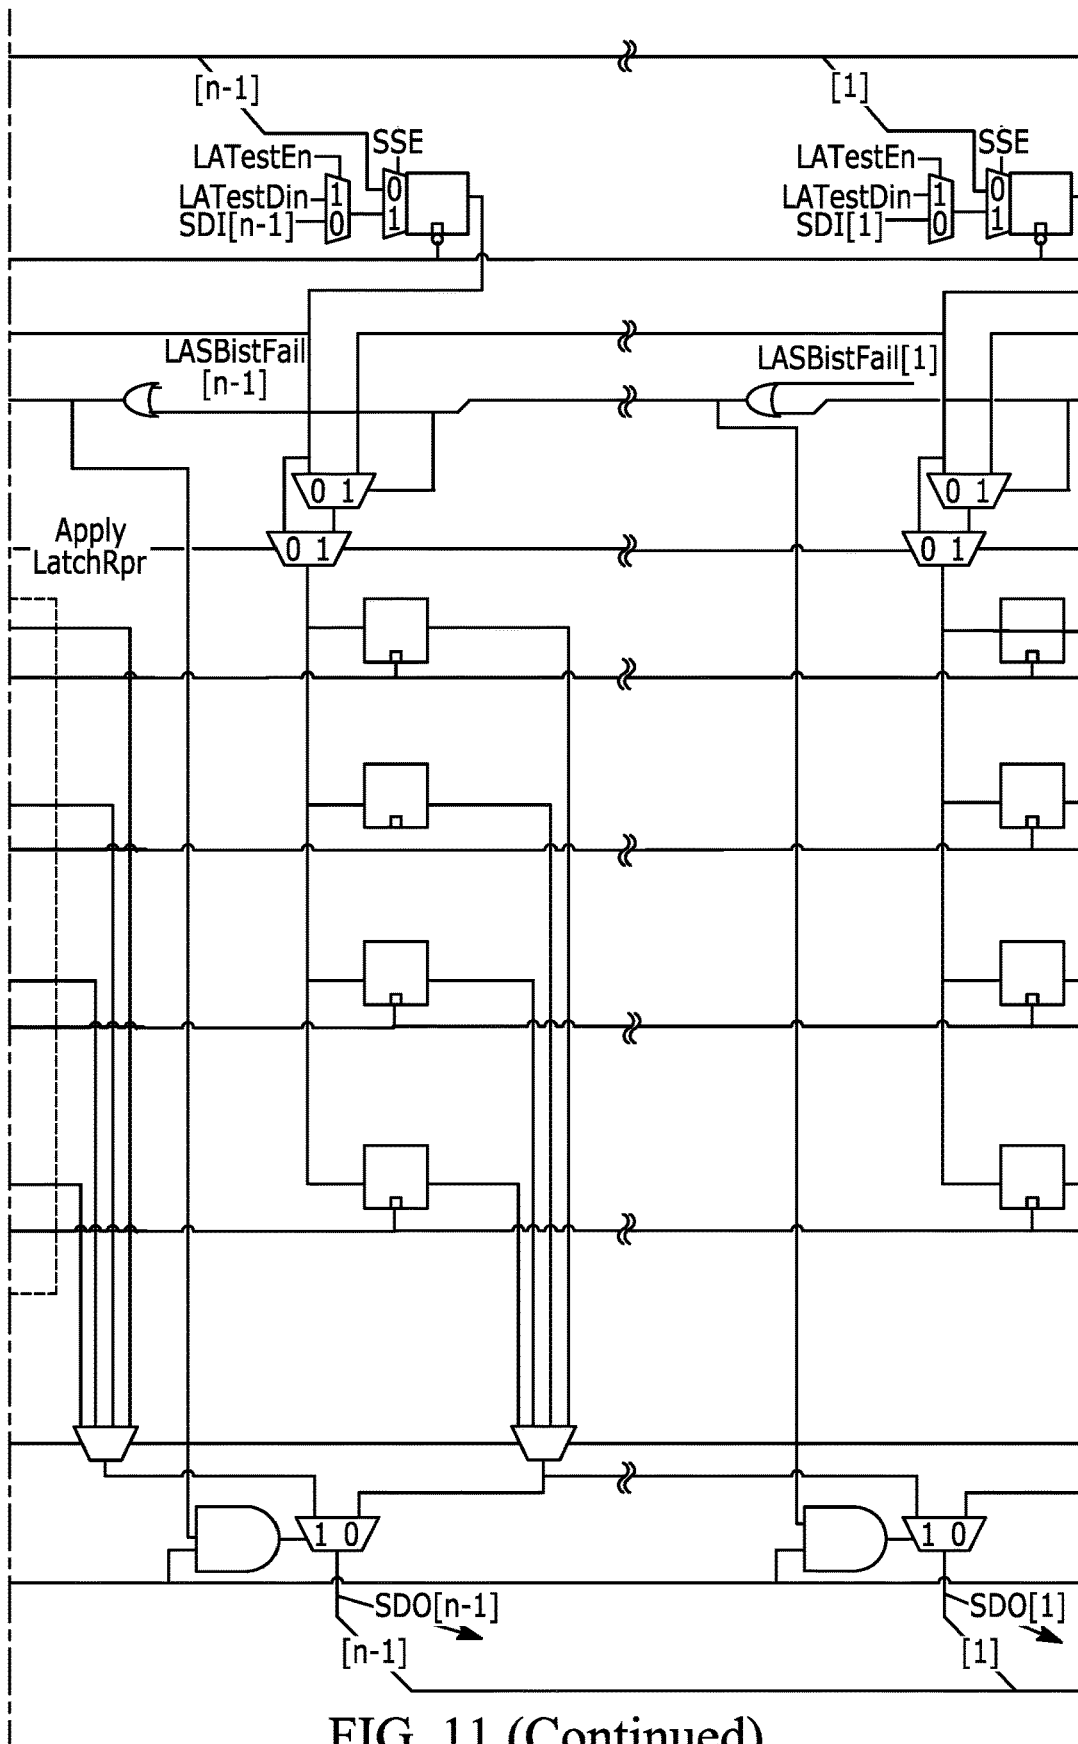 [n-1]
[1]
SSE
SSE
LATestEn
LATestEn
0
0
LATestDin
1
LATestDin
1
SDI[n-1]
0
1
SDI[1]
0
1
LASBistFail
[n-1]
LASBistFail[1]
0 1
0 1
Apply
LatchRpr
0 1
0 1
1 0
1 0
SDO[n-1]
SDO[1]
[n-1]
[1]
FIG. 11 (Continued)